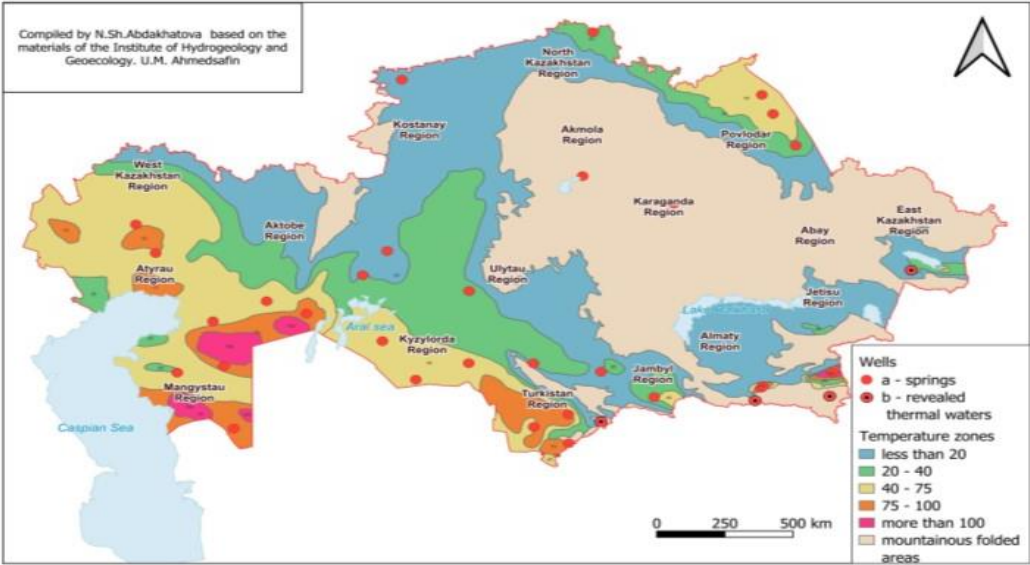 Compiled by N.Sh.Abdakhatova based on the
materials of the Institute of Hydrogeology and
Geoecology. U.M. Ahmedsafin
North
Kazakhstan
Region
Kostanay
Region
Akmola
Region
Povlodar
Region
West
Kazakhstan
Region
Aktobe
Region
Karaganda
Region
Abay
Region
East
Kazakhstan
Region
Atyrau
Region
Ulytau
Region
Jetisu
Region
Aral sea
Lake
Almaty
Region
Kyzylorda
Region
Jambyl
Region
Mangystau
Region
Turkistan
Region
Caspian Sea
Wells
a - springs
b - revealed
thermal waters
Temperature zones
less than 20
20 - 40
40 - 75
75 - 100
more than 100
mountainous folded
areas
0 250 500 km